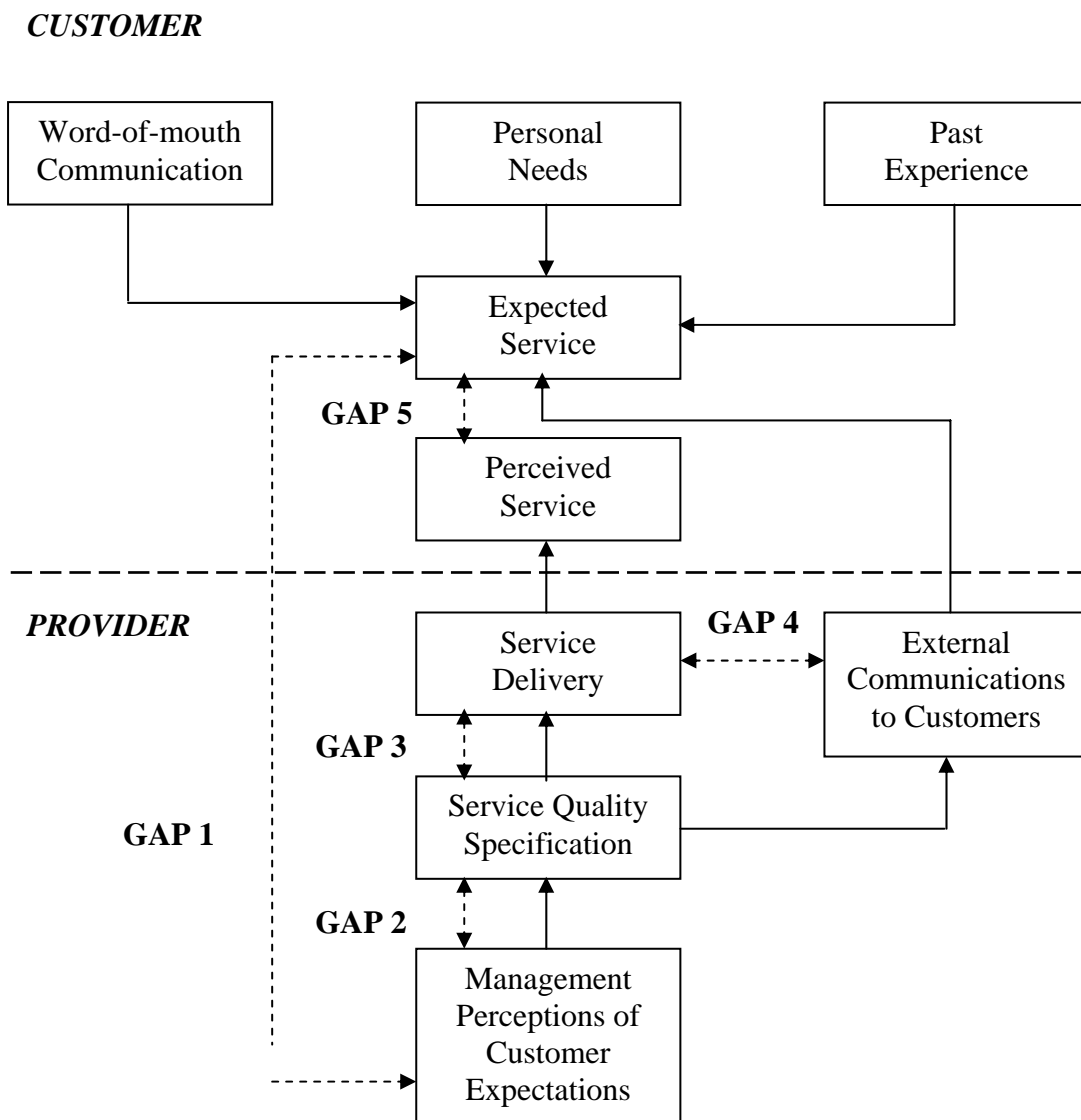 CUSTOMER
Word-of-mouth
Communication
Personal
Needs
Past
Experience
Expected
Service
GAP 5
Perceived
Service
PROVIDER
Service
Delivery
GAP 4
External
Communications
to Customers
GAP 3
Service Quality
Specification
GAP 1
GAP 2
Management
Perceptions of
Customer
Expectations